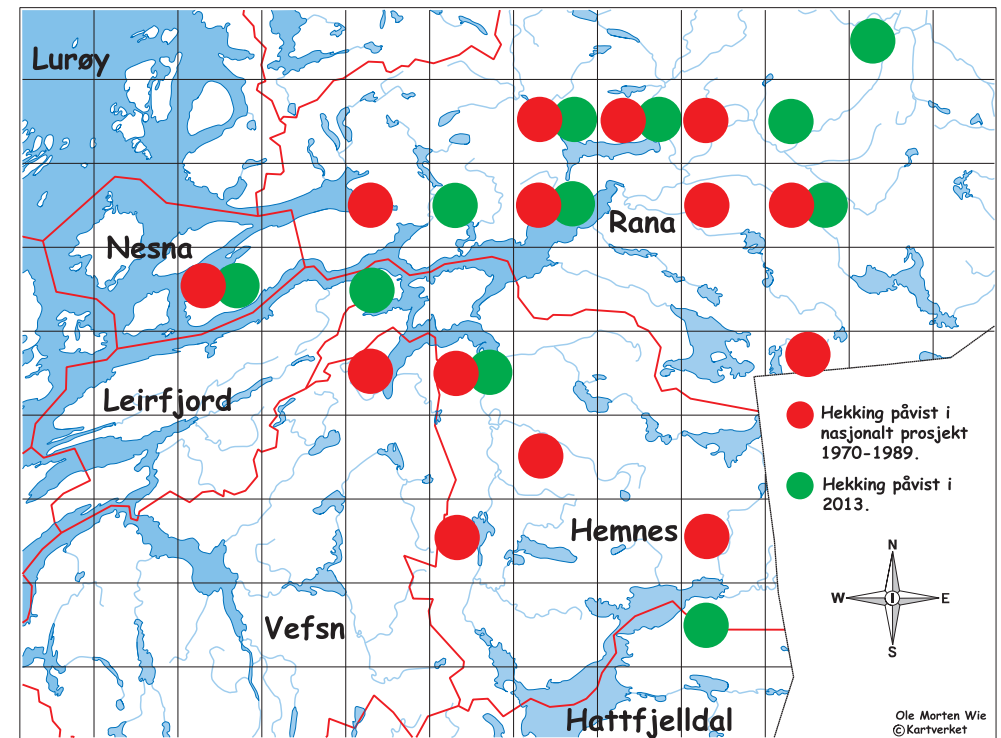 Lurøy
Rana
Nesna
Leirfjord
Hekking påvist i
nasjonalt prosjekt
1970-1989.
Hekking påvist i
2013.
Hemnes
N
W
E
S
Vefsn
Hattfjelldal
Ole Morten Wie
©Kartverket